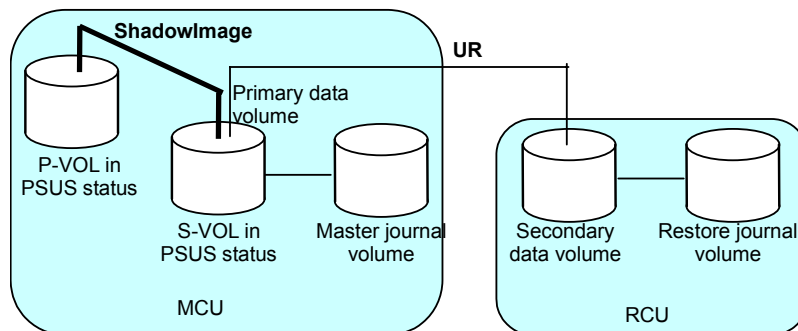 ShadowImage
UR
Primary data
volume
P-VOL in
PSUS status
S-VOL in
PSUS status
Master journal
volume
Secondary
data volume
Restore journal
volume
MCU
RCU